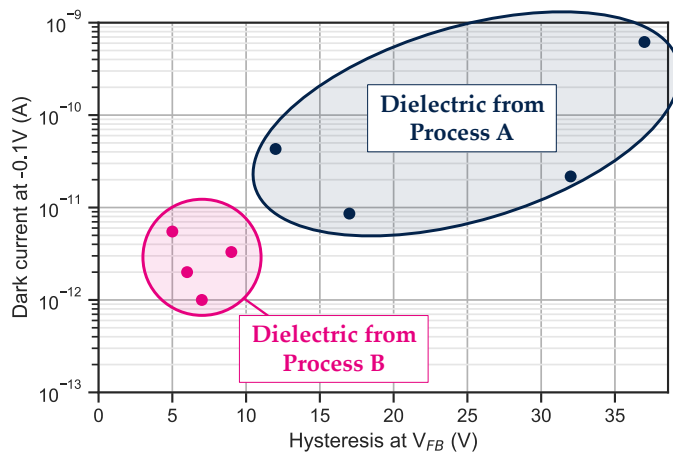 10⁻⁹
10⁻¹⁰
10⁻¹¹
10⁻¹²
10⁻¹³
Dark current at -0.1V (A)
Dielectric from
Process A
Dielectric from
Process B
0 5 10 15 20 25 30 35
Hysteresis at V_FB (V)